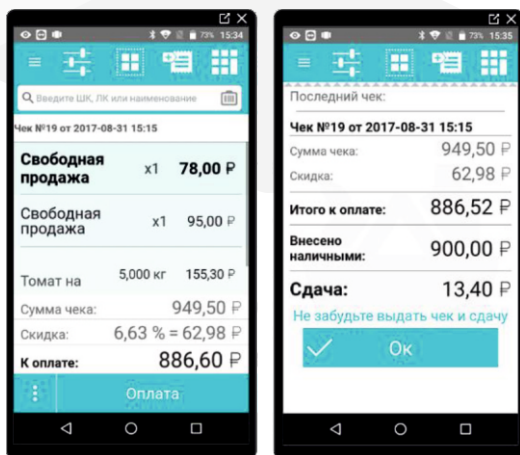 73% 15:34
Введите ШК, ЛК или наименование
Чек №19 от 2017-08-31 15:15
Свободная продажа x1 78,00 ₽
Свободная продажа x1 95,00 ₽
Томат на 5,000 кг 155,30 ₽
Сумма чека: 949,50 ₽
Скидка: 6,63 % = 62,98 ₽
К оплате: 886,60 ₽
Оплата
73% 15:35
Последний чек:
Чек №19 от 2017-08-31 15:15
Сумма чека: 949,50 ₽
Скидка: 62,98 ₽
Итого к оплате: 886,52 ₽
Внесено наличными: 900,00 ₽
Сдача: 13,40 ₽
Не забудьте выдать чек и сдачу
Ок